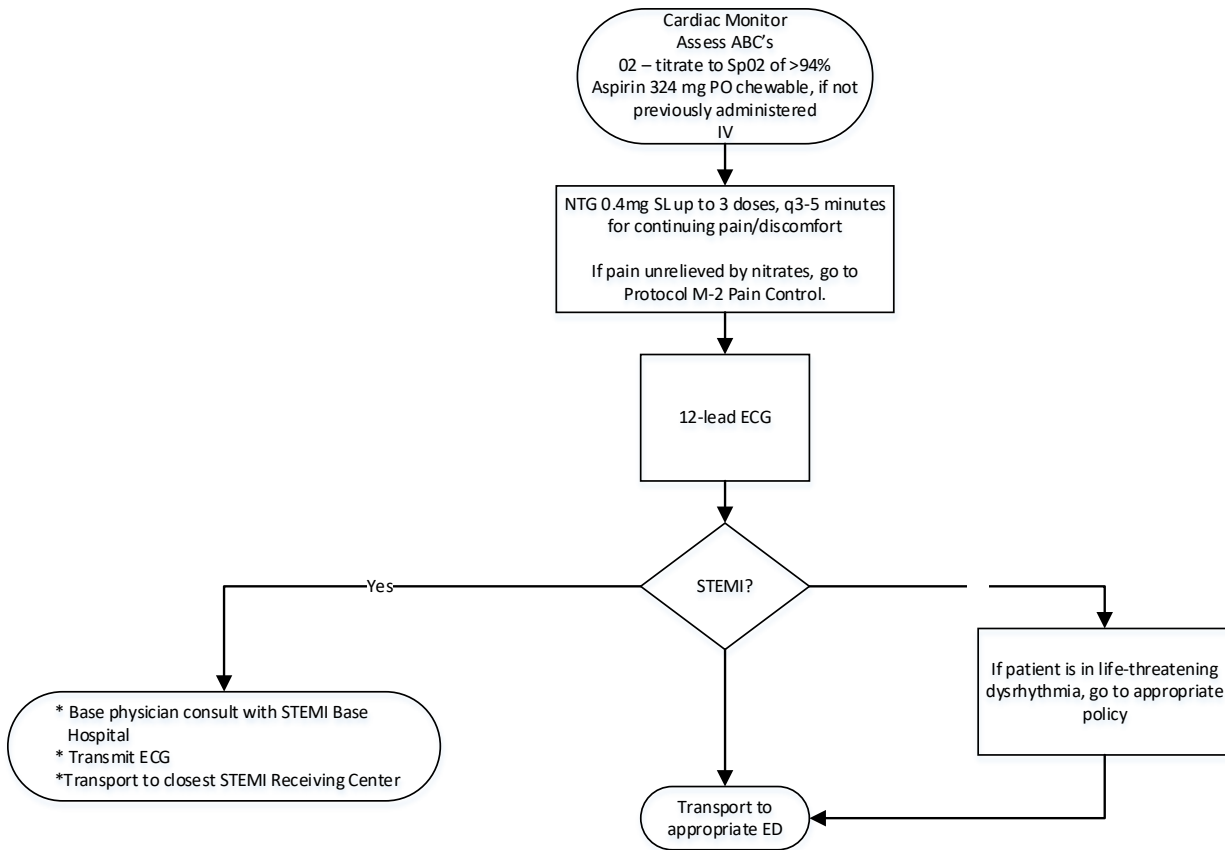 Cardiac Monitor
Assess ABC’s
02 – titrate to Sp02 of >94%
Aspirin 324 mg PO chewable, if not
previously administered
IV
NTG 0.4mg SL up to 3 doses, q3-5 minutes
for continuing pain/discomfort
If pain unrelieved by nitrates, go to
Protocol M-2 Pain Control.
12-lead ECG
STEMI?
Yes
* Base physician consult with STEMI Base
Hospital
* Transmit ECG
*Transport to closest STEMI Receiving Center
If patient is in life-threatening
dysrhythmia, go to appropriate
policy
Transport to
appropriate ED